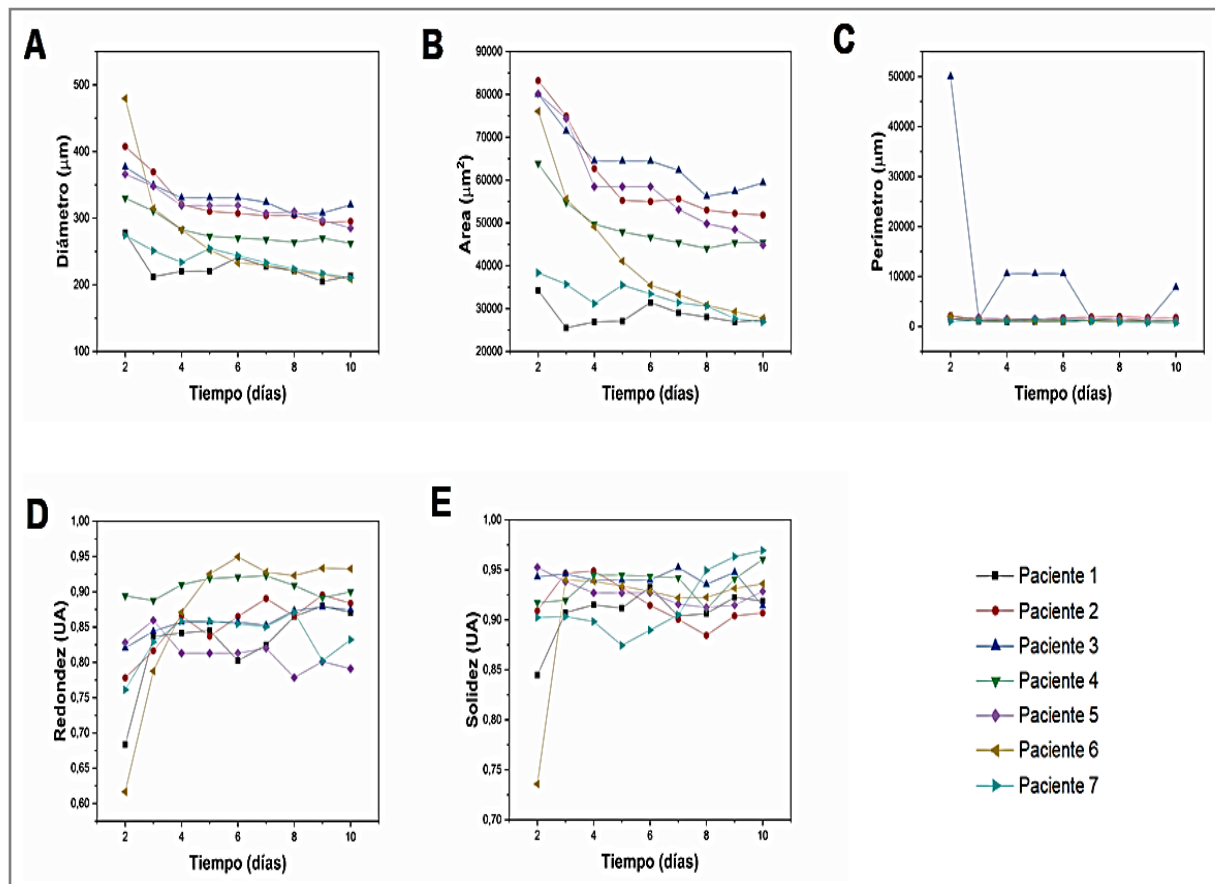 A
Diámetro (μm)
500
400
300
200
100
2 4 6 8 10
Tiempo (días)
B
Area (μm²)
90000
80000
70000
60000
50000
40000
30000
20000
2 4 6 8 10
Tiempo (días)
C
Perimetro (μm)
50000
40000
30000
20000
10000
0
2 4 6 8 10
Tiempo (días)
D
Redondez (UA)
1,00
0,95
0,90
0,85
0,80
0,75
0,70
0,65
0,60
2 4 6 8 10
Tiempo (días)
E
Solidez (UA)
1,00
0,95
0,90
0,85
0,80
0,75
0,70
2 4 6 8 10
Tiempo (días)
Paciente 1
Paciente 2
Paciente 3
Paciente 4
Paciente 5
Paciente 6
Paciente 7